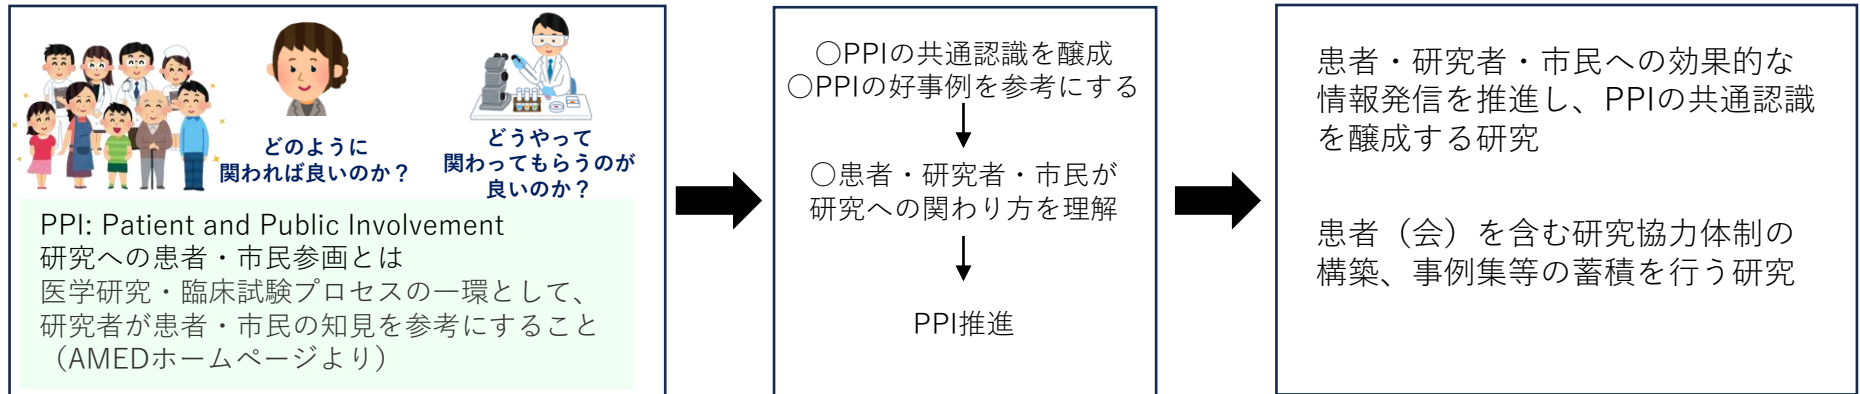 どのように
関われば良いのか？
どうやって
関わってもらうのが
良いのか？
PPI: Patient and Public Involvement
研究への患者・市民参画とは
医学研究・臨床試験プロセスの一環として、
研究者が患者・市民の知見を参考にすること
（AMEDホームページより）
○PPIの共通認識を醸成
○PPIの好事例を参考にする
○患者・研究者・市民が
研究への関わり方を理解
PPI推進
患者・研究者・市民への効果的な
情報発信を推進し、PPIの共通認識
を醸成する研究
患者（会）を含む研究協力体制の
構築、事例集等の蓄積を行う研究